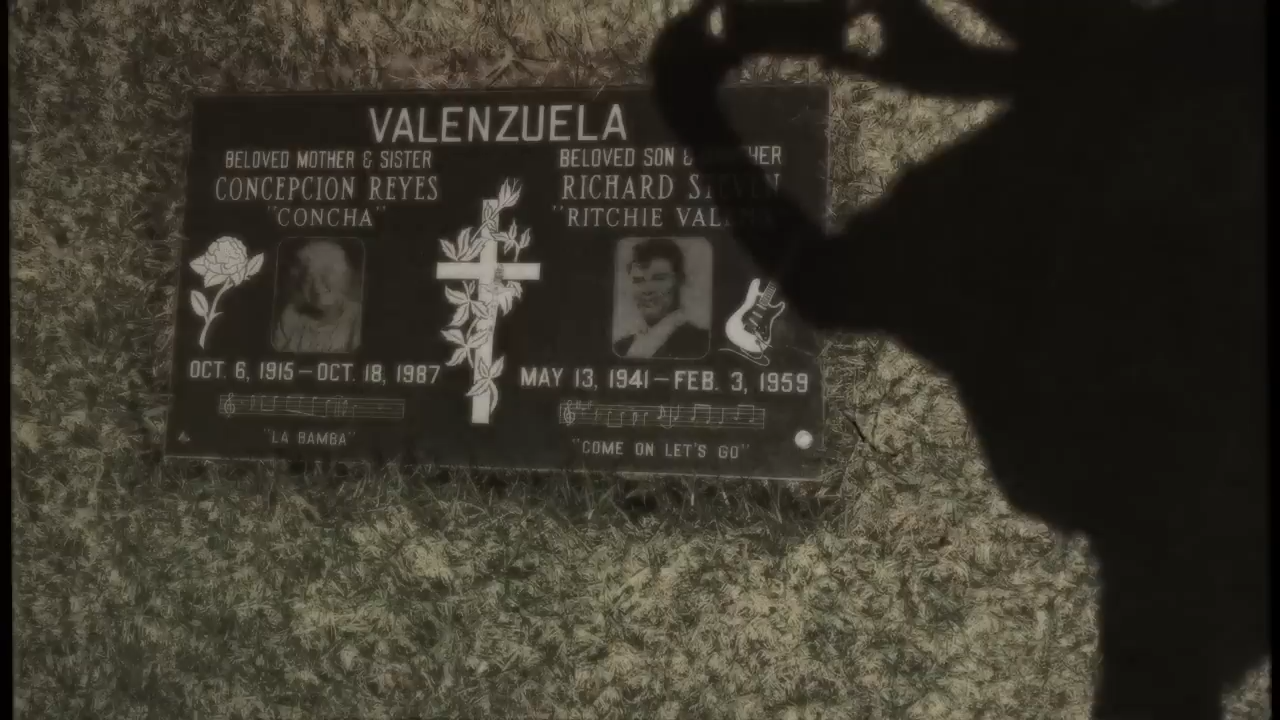 VALENZUELA
BELOVED MOTHER & SISTER
CONCEPCION REYES
"CONCHA"
OCT. 6, 1915 — OCT. 18, 1987
"LA BAMBA"
BELOVED SON &
RICHARD STEVEN
"RITCHIE
MAY 13, 1941 — FEB. 3, 1959
"COME ON LET'S GO"